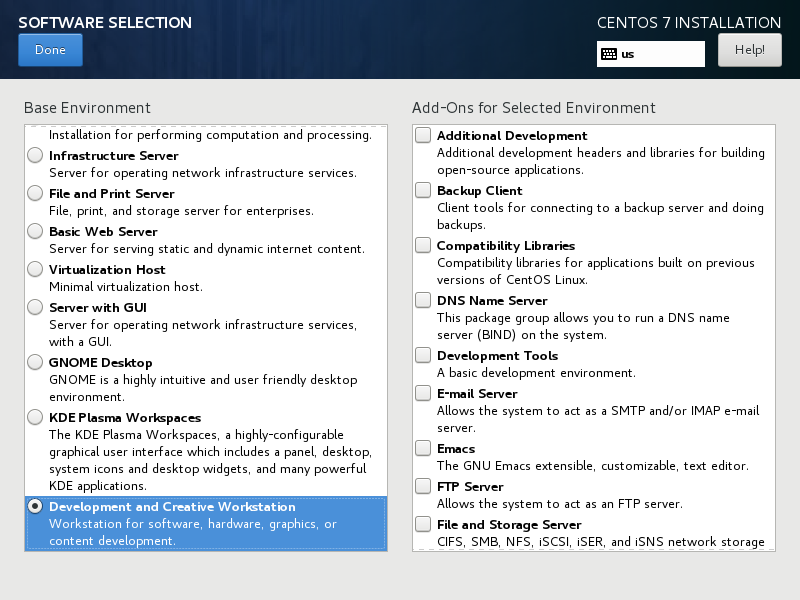 SOFTWARE SELECTION
CENTOS 7 INSTALLATION
Done
us
Help!
Base Environment
Installation for performing computation and processing.
Infrastructure Server
Server for operating network infrastructure services.
File and Print Server
File, print, and storage server for enterprises.
Basic Web Server
Server for serving static and dynamic internet content.
Virtualization Host
Minimal virtualization host.
Server with GUI
Server for operating network infrastructure services,
with a GUI.
GNOME Desktop
GNOME is a highly intuitive and user friendly desktop
environment.
KDE Plasma Workspaces
The KDE Plasma Workspaces, a highly-configurable
graphical user interface which includes a panel, desktop,
system icons and desktop widgets, and many powerful
KDE applications.
Development and Creative Workstation
Workstation for software, hardware, graphics, or
content development.
Add-Ons for Selected Environment
Additional Development
Additional development headers and libraries for building
open-source applications.
Backup Client
Client tools for connecting to a backup server and doing
backups.
Compatibility Libraries
Compatibility libraries for applications built on previous
versions of CentOS Linux.
DNS Name Server
This package group allows you to run a DNS name
server (BIND) on the system.
Development Tools
A basic development environment.
E-mail Server
Allows the system to act as a SMTP and/or IMAP e-mail
server.
Emacs
The GNU Emacs extensible, customizable, text editor.
FTP Server
Allows the system to act as an FTP server.
File and Storage Server
CIFS, SMB, NFS, iSCSI, iSER, and iSNS network storage